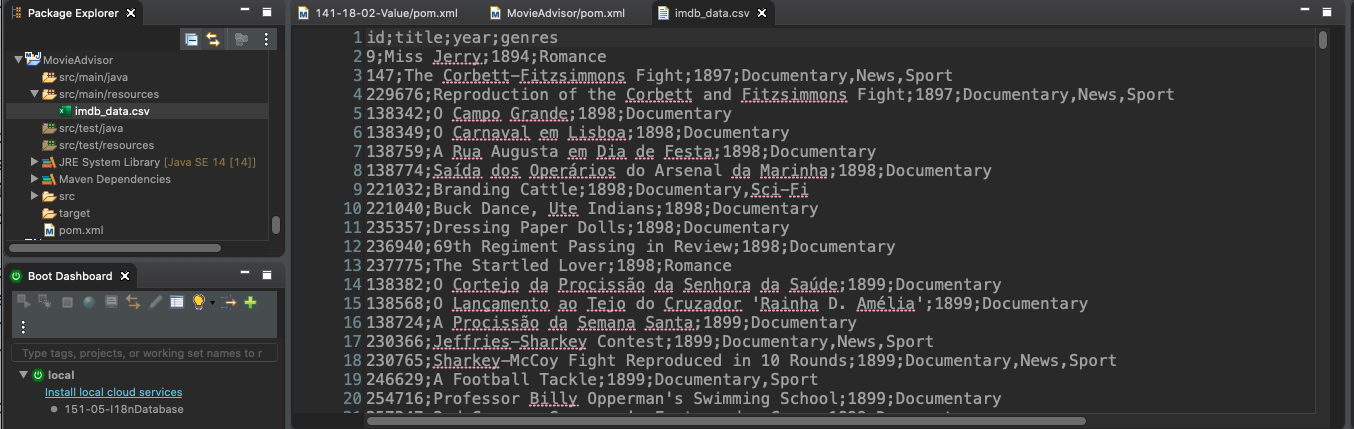 Package Explorer
MovieAdvisor
src/main/java
src/main/resources
imdb_data.csv
src/test/java
src/test/resources
JRE System Library [Java SE 14 [14]]
Maven Dependencies
src
target
pom.xml
Boot Dashboard
Type tags, projects, or working set names to r
local
Install local cloud services
151-05-I18nDatabase
141-18-02-Value/pom.xml
MovieAdvisor/pom.xml
imdb_data.csv
1 id;title;year;genres
2 9;Miss Jerry;1894;Romance
3 147;The Corbett-Fitzsimmons Fight;1897;Documentary,News,Sport
4 229676;Reproduction of the Corbett and Fitzsimmons Fight;1897;Documentary,News,Sport
5 138342;O Campo Grande;1898;Documentary
6 138349;O Carnaval em Lisboa;1898;Documentary
7 138759;A Rua Augusta em Dia de Festa;1898;Documentary
8 138774;Saída dos Operários do Arsenal da Marinha;1898;Documentary
9 221032;Branding Cattle;1898;Documentary,Sci-Fi
10 221040;Buck Dance, Ute Indians;1898;Documentary
11 235357;Dressing Paper Dolls;1898;Documentary
12 236940;69th Regiment Passing in Review;1898;Documentary
13 237775;The Startled Lover;1898;Romance
14 138382;O Cortejo da Procissão da Senhora da Saúde;1899;Documentary
15 138568;O Lançamento ao Tejo do Cruzador 'Rainha D. Amélia';1899;Documentary
16 138724;A Procissão da Semana Santa;1899;Documentary
17 230366;Jeffries-Sharkey Contest;1899;Documentary,News,Sport
18 230765;Sharkey-McCoy Fight Reproduced in 10 Rounds;1899;Documentary,News,Sport
19 246629;A Football Tackle;1899;Documentary,Sport
20 254716;Professor Billy Opperman's Swimming School;1899;Documentary